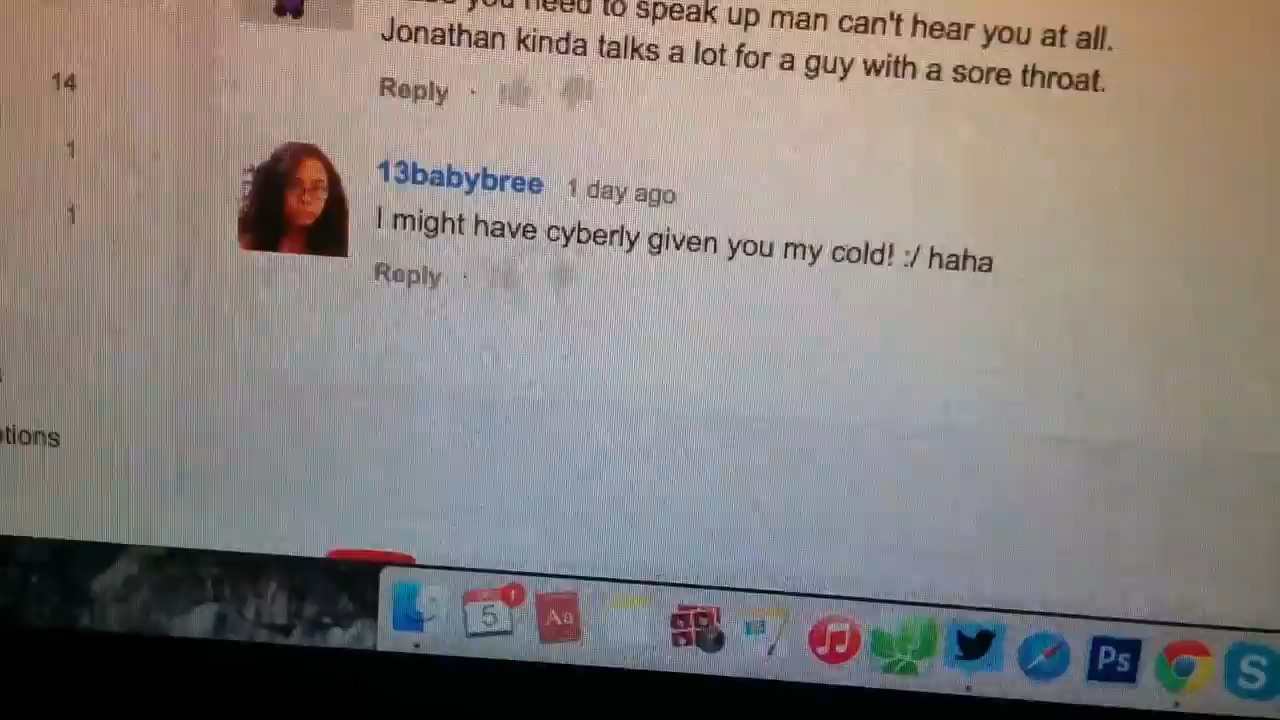 you need to speak up man can't hear you at all.
Jonathan kinda talks a lot for a guy with a sore throat.
Reply ·
14
1
13babybree 1 day ago
1
I might have cyberly given you my cold! :/ haha
Reply ·
tions
5
Aa
Ps
S